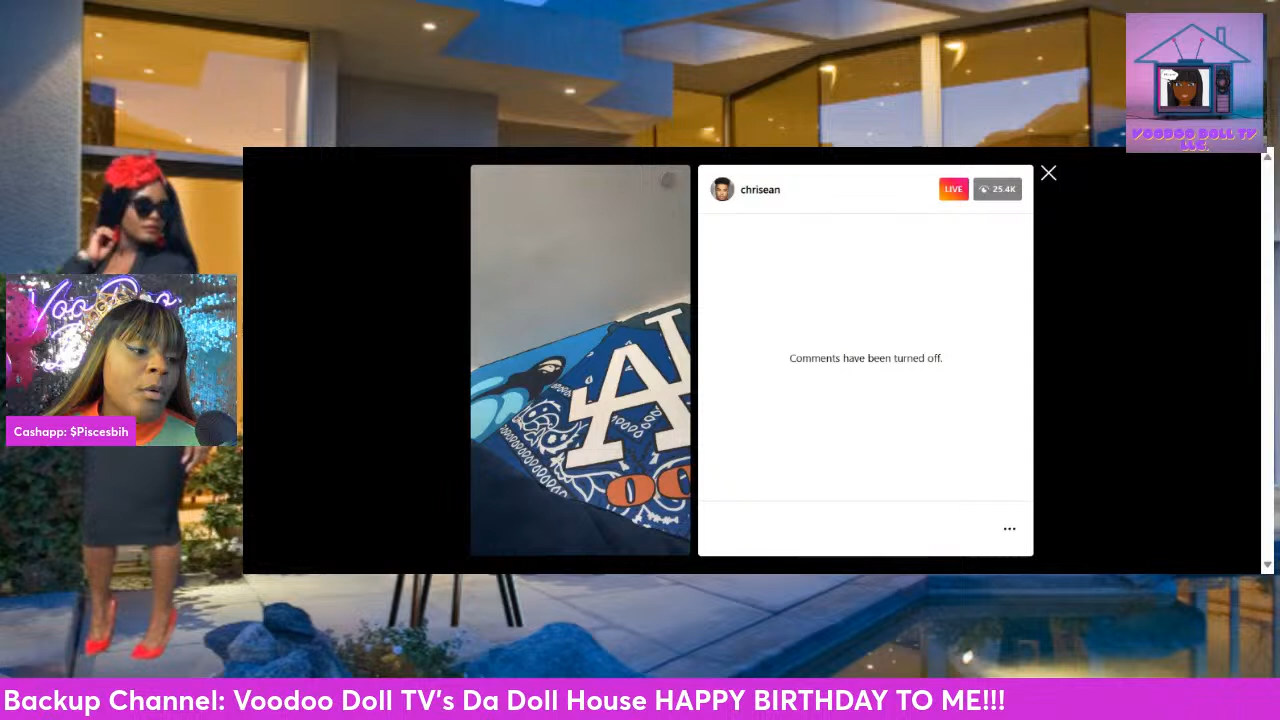 VOODOO DOLL TV
LLC.
chrisean
LIVE
25.4K
Comments have been turned off.
VooDoo
Cashapp: $Piscesbih
Backup Channel: Voodoo Doll TV's Da Doll House HAPPY BIRTHDAY TO ME!!!